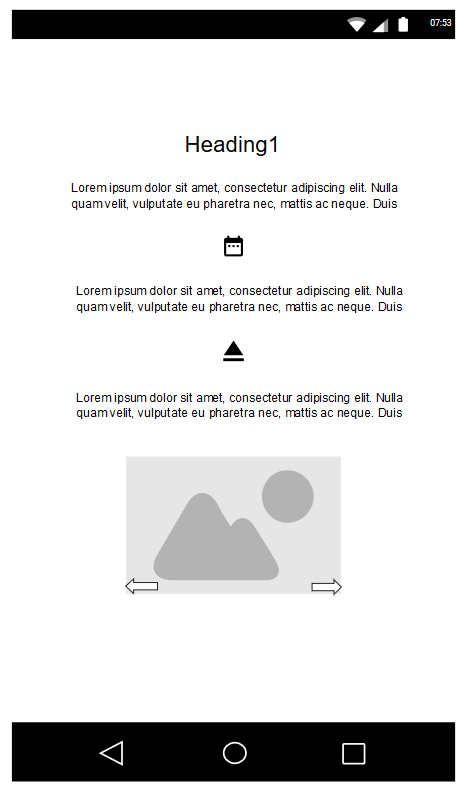 07:53
Heading1
Lorem ipsum dolor sit amet, consectetur adipiscing elit. Nulla
quam velit, vulputate eu pharetra nec, mattis ac neque. Duis
Lorem ipsum dolor sit amet, consectetur adipiscing elit. Nulla
quam velit, vulputate eu pharetra nec, mattis ac neque. Duis
Lorem ipsum dolor sit amet, consectetur adipiscing elit. Nulla
quam velit, vulputate eu pharetra nec, mattis ac neque. Duis